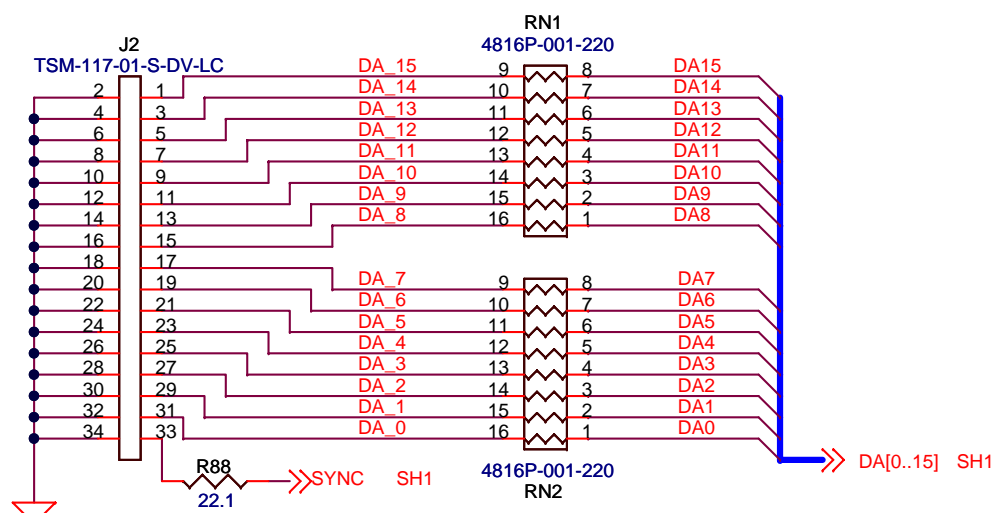 RN1
4816P-001-220
J2
TSM-117-01-S-DV-LC
2 1 DA_15 9 8 DA15
4 3 DA_14 10 7 DA14
6 5 DA_13 11 6 DA13
8 7 DA_12 12 5 DA12
10 9 DA_11 13 4 DA11
12 11 DA_10 14 3 DA10
14 13 DA_9 15 2 DA9
16 15 DA_8 16 1 DA8
18 17 DA_7 9 8 DA7
20 19 DA_6 10 7 DA6
22 21 DA_5 11 6 DA5
24 23 DA_4 12 5 DA4
26 25 DA_3 13 4 DA3
28 27 DA_2 14 3 DA2
30 29 DA_1 15 2 DA1
32 31 DA_0 16 1 DA0
34 33
R88
22.1
SYNC SH1
4816P-001-220
RN2
DA[0..15] SH1